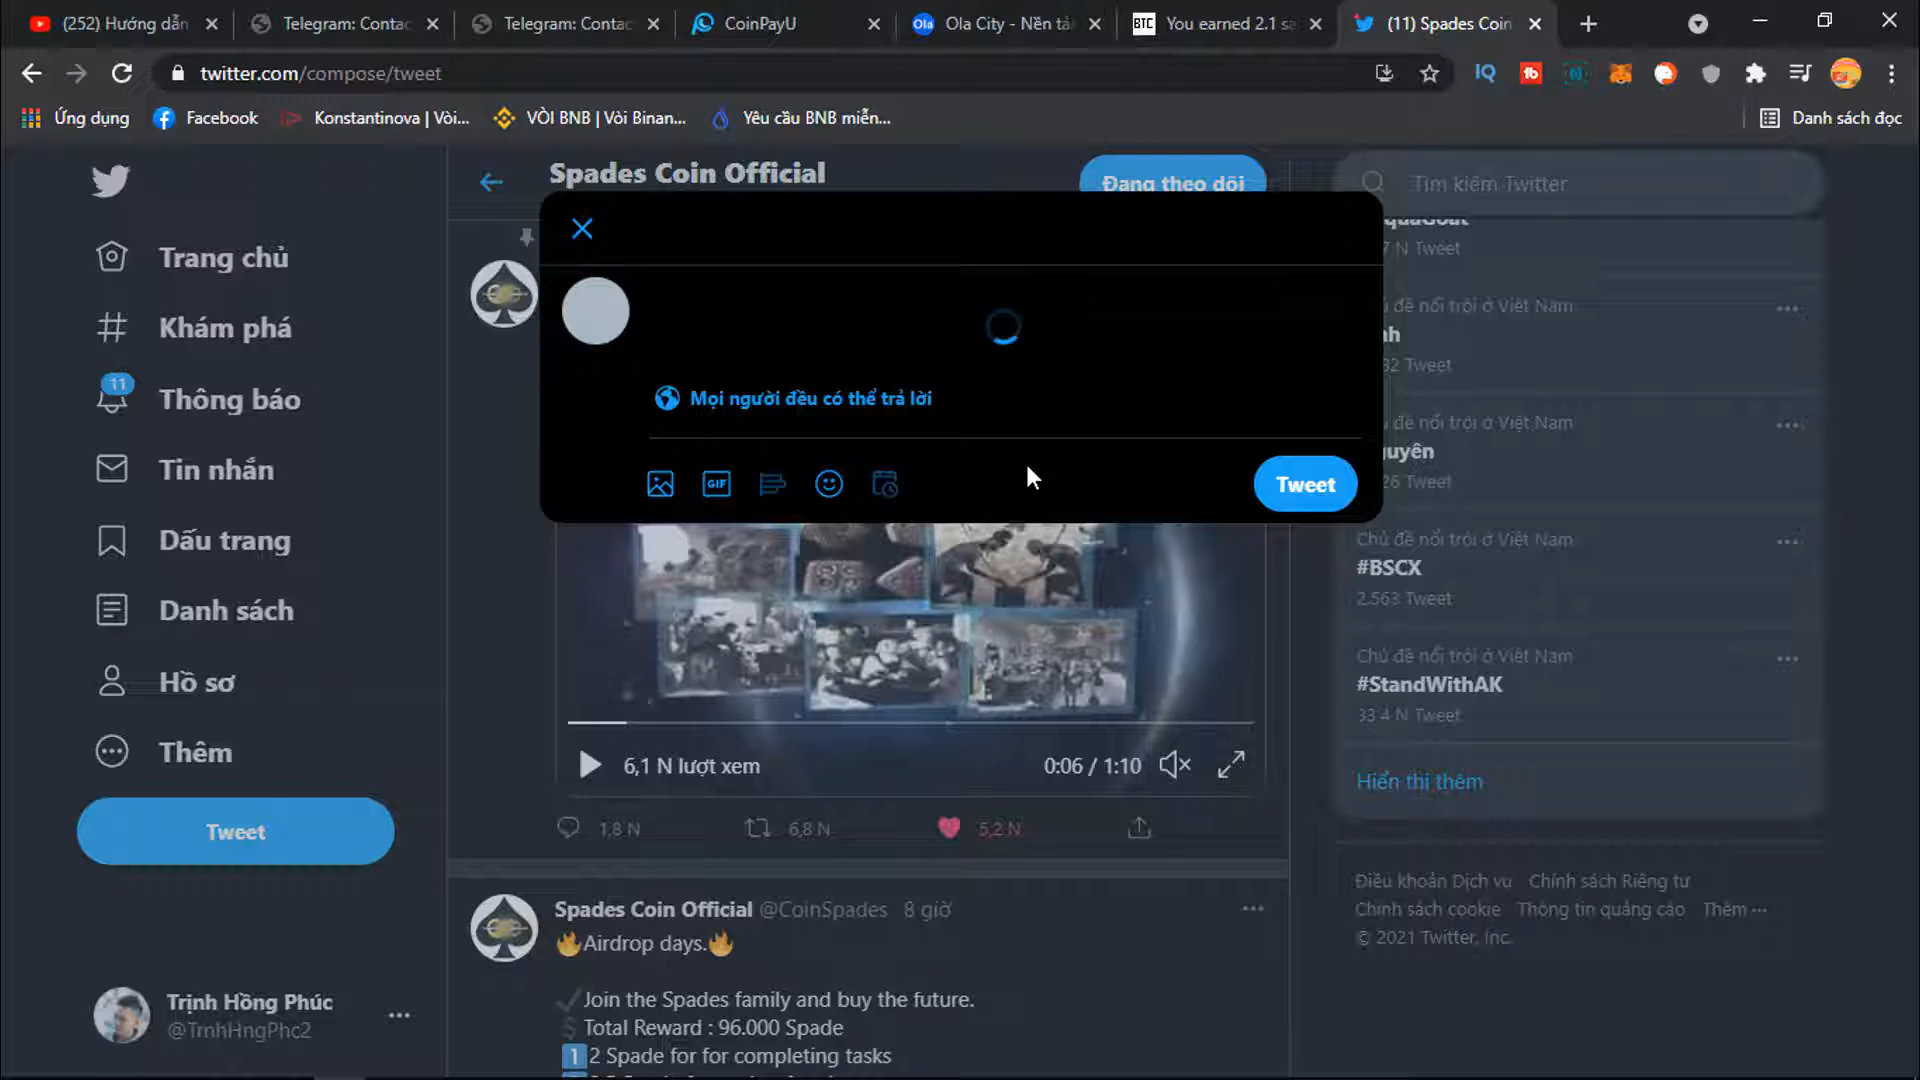 (252) Hướng dẫn
Telegram: Contac
Telegram: Contac
CoinPayU
Ola City - Nền tả
BTC
You earned 2.1 sa
(11) Spades Coin
twitter.com/compose/tweet
Ứng dụng
Facebook
Konstantinova | Vòi...
VÒI BNB | Vòi Binan...
Yêu cầu BNB miễn...
Danh sách đọc
Trang chủ
Khám phá
11
Thông báo
Tin nhắn
Dấu trang
Danh sách
Hồ sơ
Thêm
Tweet
Trịnh Hồng Phúc
@TrnhHngPhc2
Spades Coin Official
Đang theo dõi
Mọi người đều có thể trả lời
GIF
Tweet
6,1 N lượt xem
0:06 / 1:10
1,8 N
6,8 N
5,2 N
Spades Coin Official @CoinSpades 8 giờ
Airdrop days.
Join the Spades family and buy the future.
Total Reward : 96.000 Spade
1 2 Spade for for completing tasks
Tìm kiếm Twitter
7 N Tweet
ủ đề nổi trội ở Việt Nam
nh
32 Tweet
ủ đề nổi trội ở Việt Nam
guyên
26 Tweet
Chủ đề nổi trội ở Việt Nam
#BSCX
2.563 Tweet
Chủ đề nổi trội ở Việt Nam
#StandWithAK
33,4 N Tweet
Hiển thị thêm
Điều khoản Dịch vụ Chính sách Riêng tư
Chính sách cookie Thông tin quảng cáo Thêm ···
© 2021 Twitter, Inc.